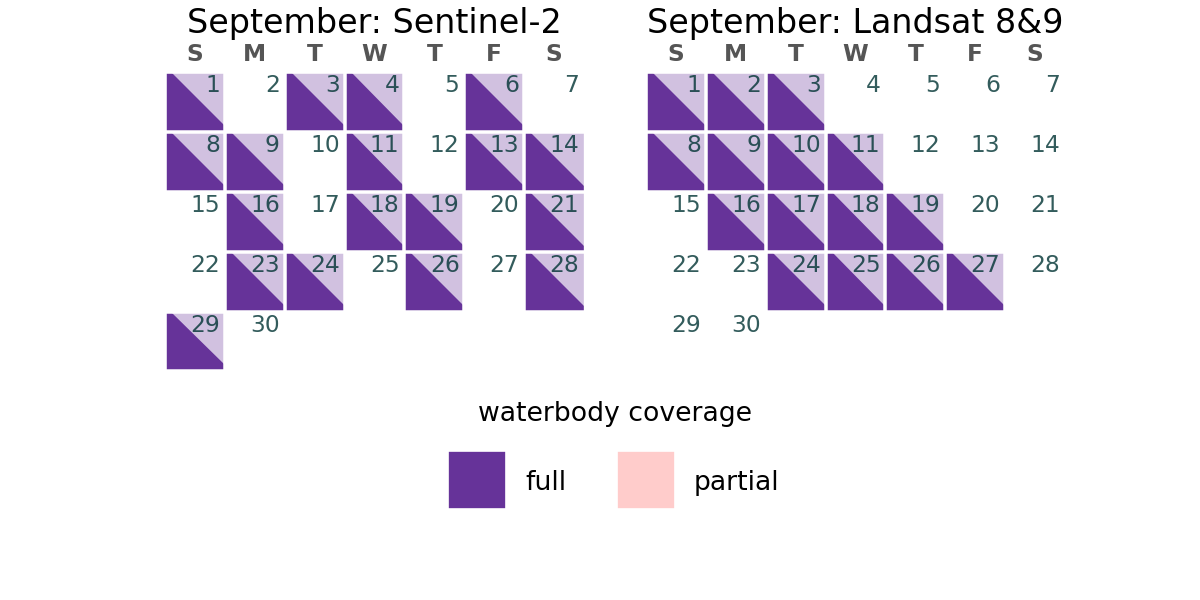 September: Sentinel-2
S M T W T F S
1 2 3 4 5 6 7
8 9 10 11 12 13 14
15 16 17 18 19 20 21
22 23 24 25 26 27 28
29 30
September: Landsat 8&9
S M T W T F S
1 2 3 4 5 6 7
8 9 10 11 12 13 14
15 16 17 18 19 20 21
22 23 24 25 26 27 28
29 30
waterbody coverage
full partial